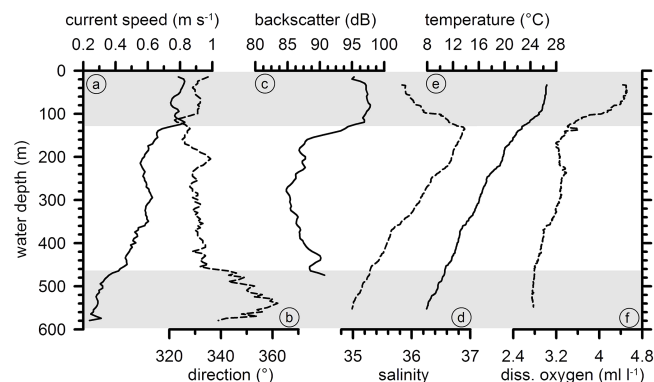 current speed (m s⁻¹) backscatter (dB) temperature (°C)
0.2 0.4 0.6 0.8 1 80 85 90 95 100 8 12 16 20 24 28
0
100
200
300
400
500
600
water depth (m)
a
c
e
b
d
f
320 340 360 35 36 37 2.4 3.2 4 4.8
direction (°) salinity diss. oxygen (ml l⁻¹)